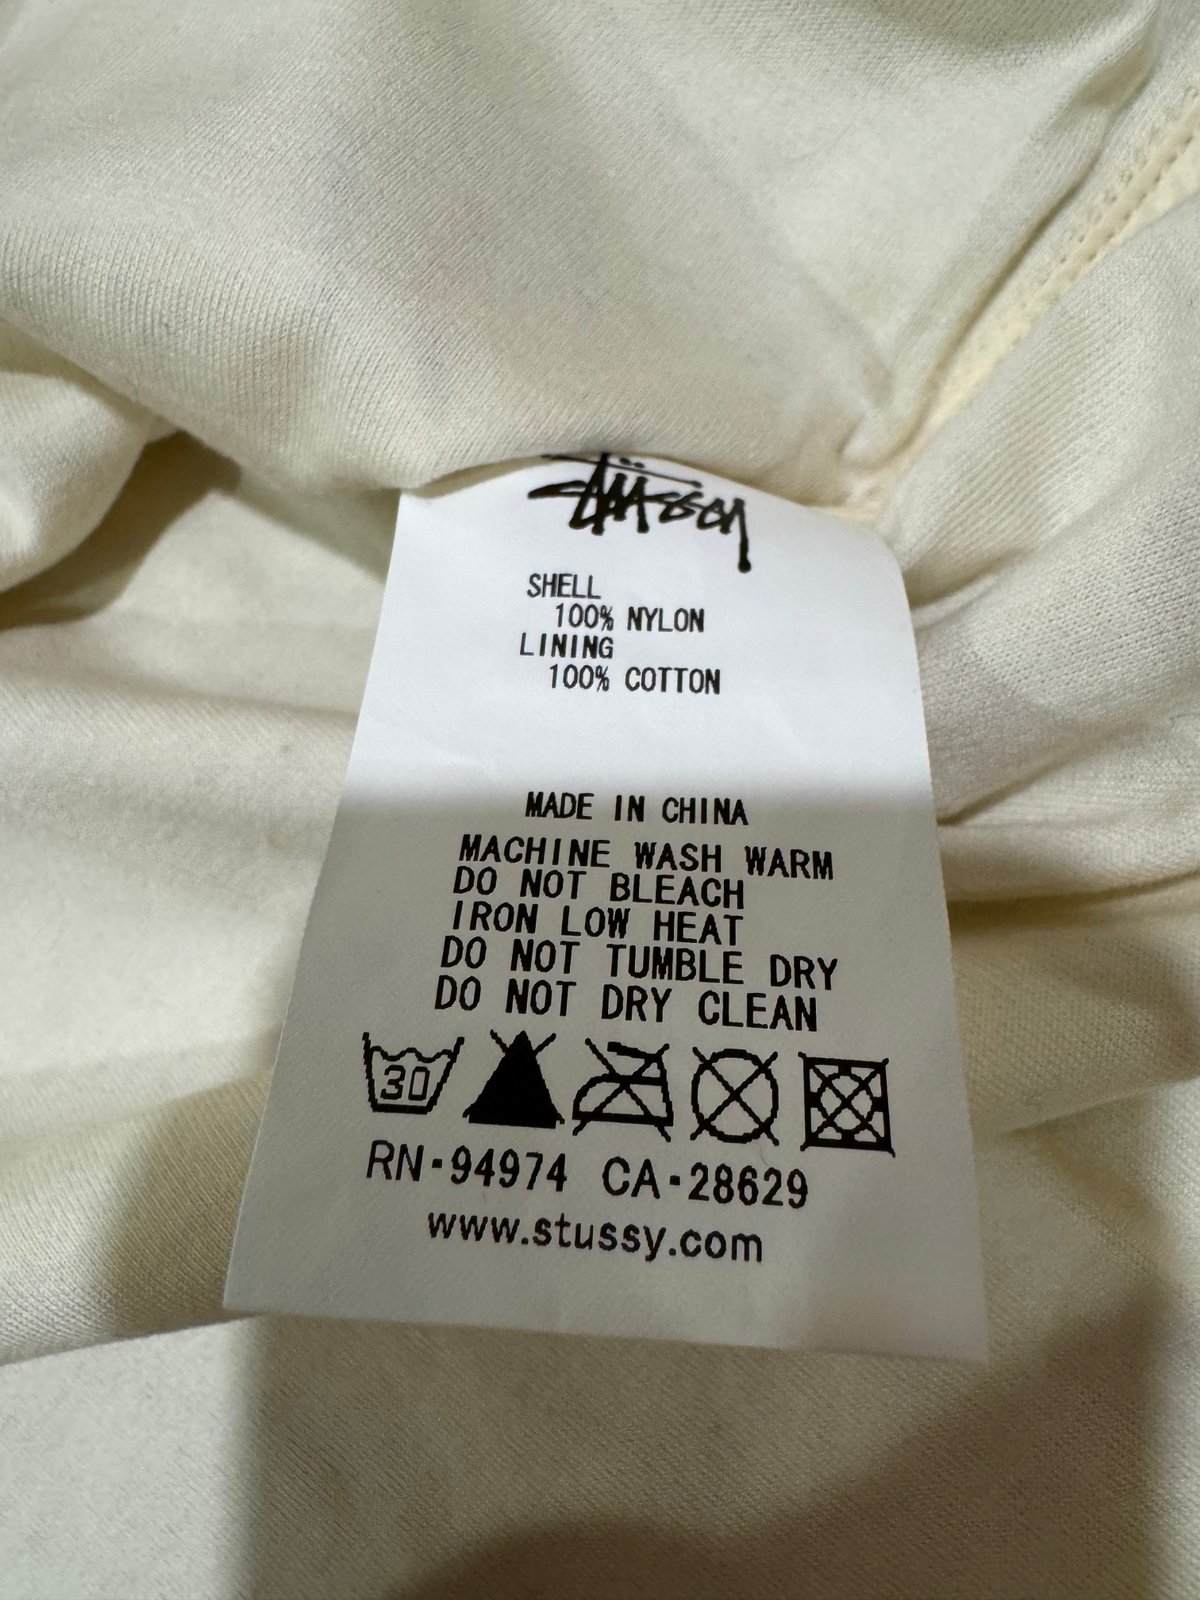 Stüssy
SHELL
100% NYLON
LINING
100% COTTON
MADE IN CHINA
MACHINE WASH WARM
DO NOT BLEACH
IRON LOW HEAT
DO NOT TUMBLE DRY
DO NOT DRY CLEAN
30
RN-94974 CA-28629
www.stussy.com